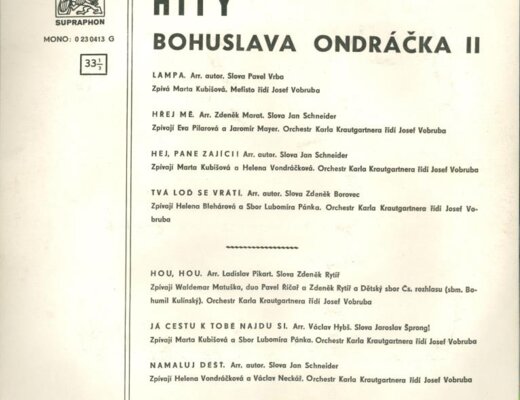 HITY
SUPRAPHON
MONO: 0 23 0413 G
33 1/3
BOHUSLAVA ONDRÁČKA II
LAMPA. Arr. autor. Slova Pavel Vrba
Zpívá Marta Kubišová, Mefisto řídí Josef Vobruba
HŘEJ MĚ. Arr. Zdeněk Marat. Slova Jan Schneider
Zpívají Eva Pilarová a Jaromír Mayer. Orchestr Karla Krautgartnera řídí Josef Vobruba
HEJ, PANE ZAJÍCI! Arr autor. Slova Jan Schneider
Zpívají Marta Kubišová a Helena Vondráčková. Orchestr Karla Krautgartnera řídí Josef Vobruba
TVÁ LOĎ SE VRÁTÍ. Arr. autor. Slova Zdeněk Borovec
Zpívají Helena Blehárová a Sbor Lubomíra Pánka. Orchestr Karla Krautgartnera řídí Josef Vo-
bruba
HOU, HOU. Arr. Ladislav Pikart. Slova Zdeněk Rytíř
Zpívají Waldemar Matuška, duo Pavel Říčař a Zdeněk Rytíř a Dětský sbor Čs. rozhlasu (sbm. Bo-
humil Kulínský). Orchestr Karla Krautgartnera řídí Josef Vobruba
JÁ CESTU K TOBĚ NAJDU SI. Arr. Václav Hybš. Slova Jaroslav Šprongl
Zpívají Marta Kubišová a Sbor Lubomíra Pánka. Orchestr Karla Krautgartnera řídí Josef Vobruba
NAMALUJ DÉŠŤ. Arr. autor. Slova Jan Schneider
Zpívají Helena Vondráčková a Václav Neckář. Orchestr Karla Krautgartnera řídí Josef Vobruba